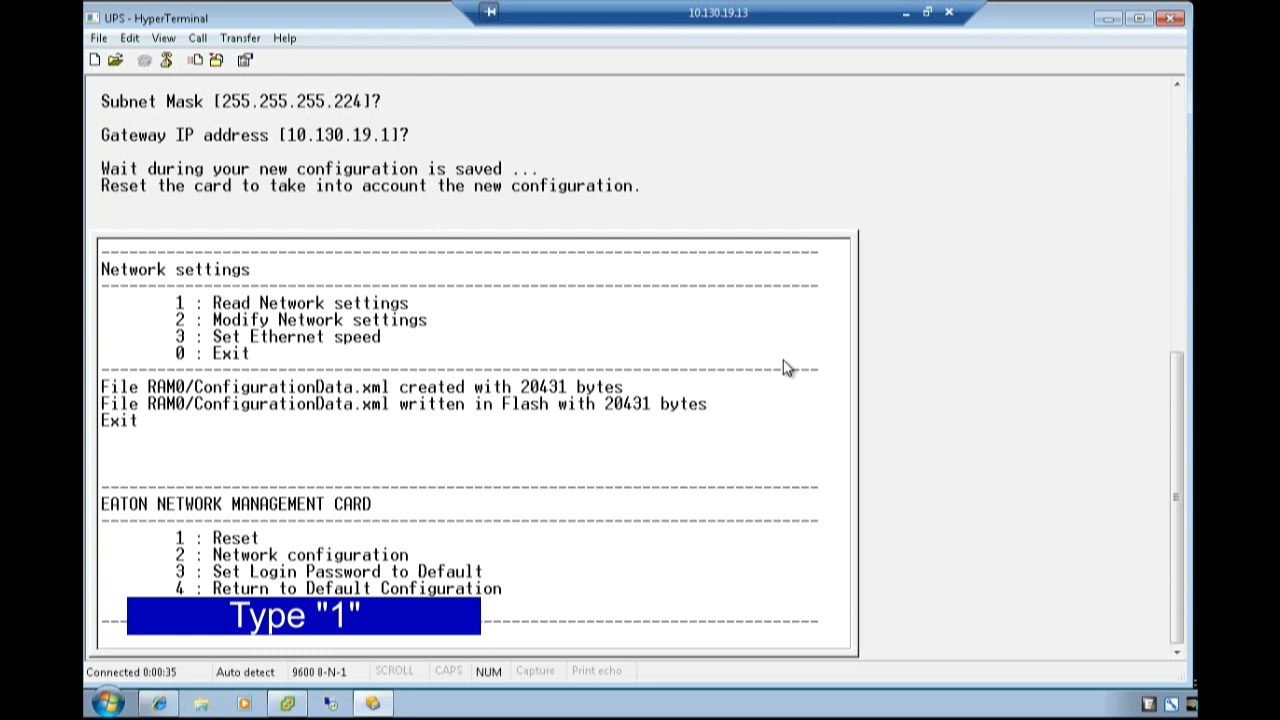 UPS - HyperTerminal
10.130.19.13
File Edit View Call Transfer Help
Subnet Mask [255.255.255.224]?
Gateway IP address [10.130.19.1]?
Wait during your new configuration is saved ...
Reset the card to take into account the new configuration.
--------------------------------------------------------------------------------
Network settings
--------------------------------------------------------------------------------
1 : Read Network settings
2 : Modify Network settings
3 : Set Ethernet speed
0 : Exit
--------------------------------------------------------------------------------
File RAM0/ConfigurationData.xml created with 20431 bytes
File RAM0/ConfigurationData.xml written in Flash with 20431 bytes
Exit
--------------------------------------------------------------------------------
EATON NETWORK MANAGEMENT CARD
--------------------------------------------------------------------------------
1 : Reset
2 : Network configuration
3 : Set Login Password to Default
4 : Return to Default Configuration
Type "1"
Connected 0:00:35 Auto detect 9600 8-N-1 SCROLL CAPS NUM Capture Print echo